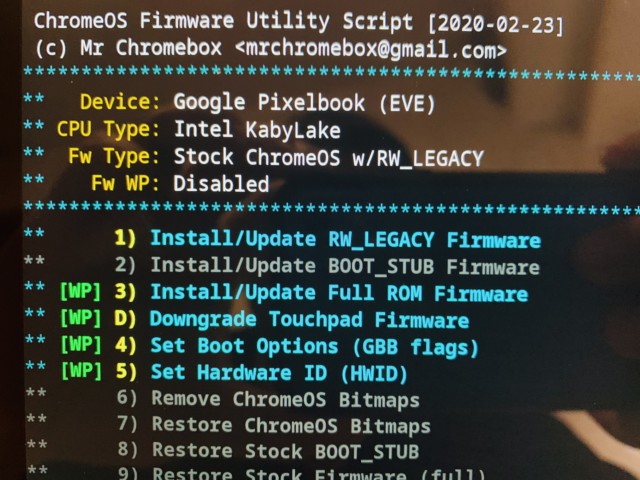 ChromeOS Firmware Utility Script [2020-02-23]
(c) Mr Chromebox <mrchromebox@gmail.com>
************************************************************
** Device: Google Pixelbook (EVE)
** CPU Type: Intel KabyLake
** Fw Type: Stock ChromeOS w/RW_LEGACY
** Fw WP: Disabled
************************************************************
** 1) Install/Update RW_LEGACY Firmware
** 2) Install/Update BOOT_STUB Firmware
** [WP] 3) Install/Update Full ROM Firmware
** [WP] D) Downgrade Touchpad Firmware
** [WP] 4) Set Boot Options (GBB flags)
** [WP] 5) Set Hardware ID (HWID)
** 6) Remove ChromeOS Bitmaps
** 7) Restore ChromeOS Bitmaps
** 8) Restore Stock BOOT_STUB
** 9) Restore Stock Firmware (full)